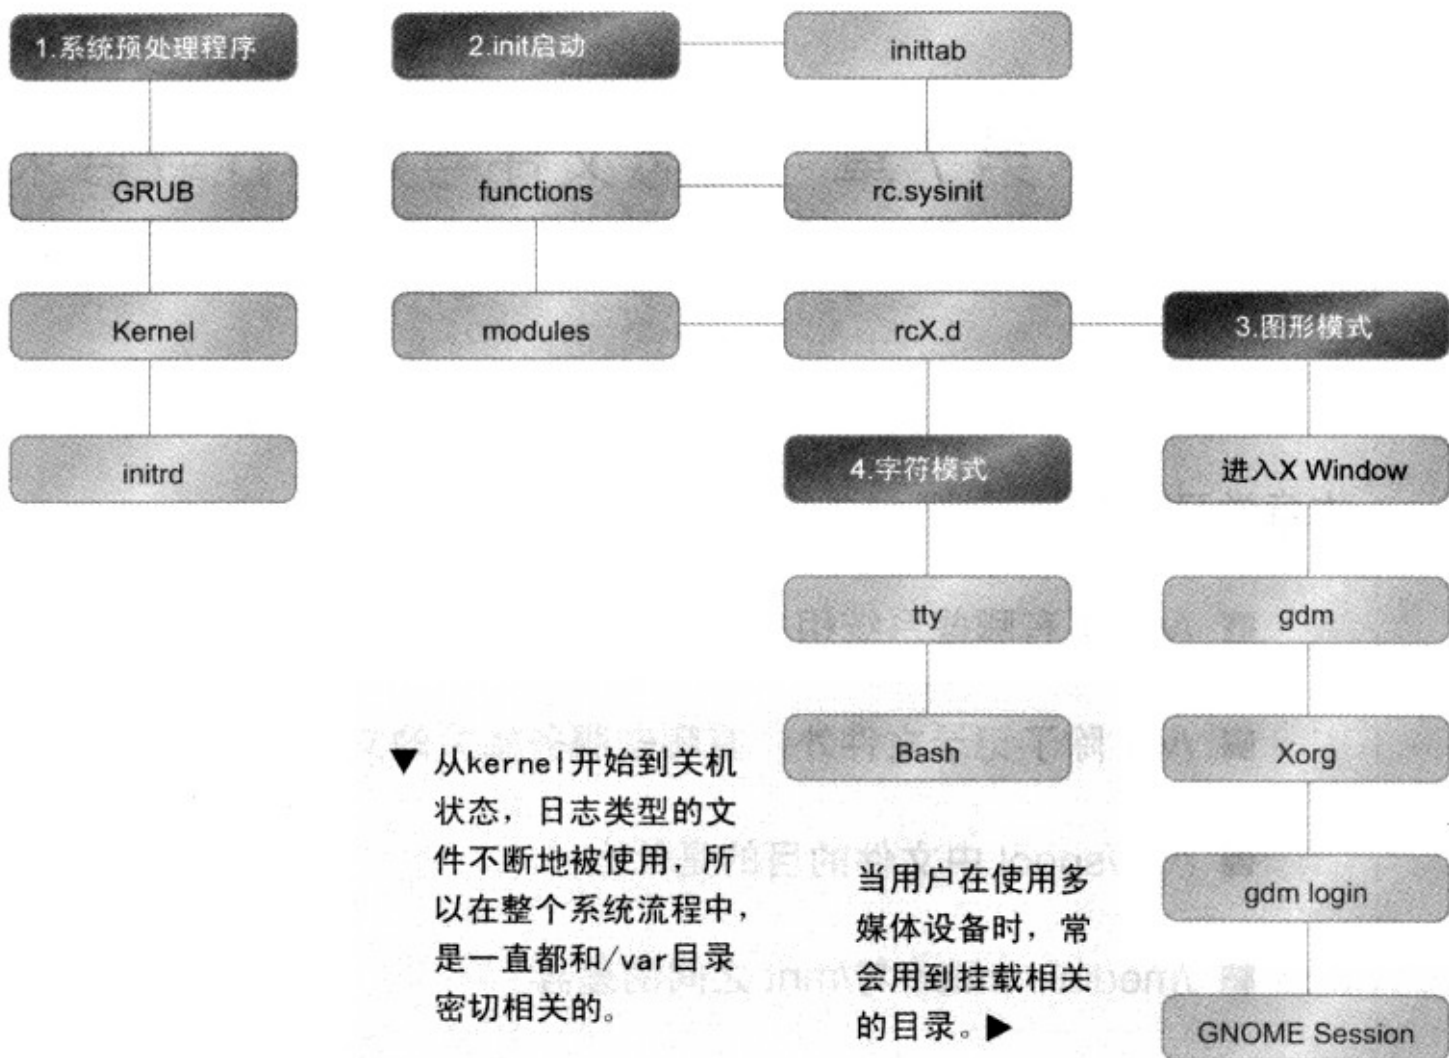 1.系统预处理程序
2.init启动
inittab
GRUB
functions
rc.sysinit
Kernel
modules
rcX.d
3.图形模式
initrd
4.字符模式
进入X Window
tty
gdm
Bash
Xorg
gdm login
GNOME Session
▼ 从kernel开始到关机
状态，日志类型的文
件不断地被使用，所
以在整个系统流程中，
是一直都和/var目录
密切相关的。
当用户在使用多
媒体设备时，常
会用到挂载相关
的目录。▶